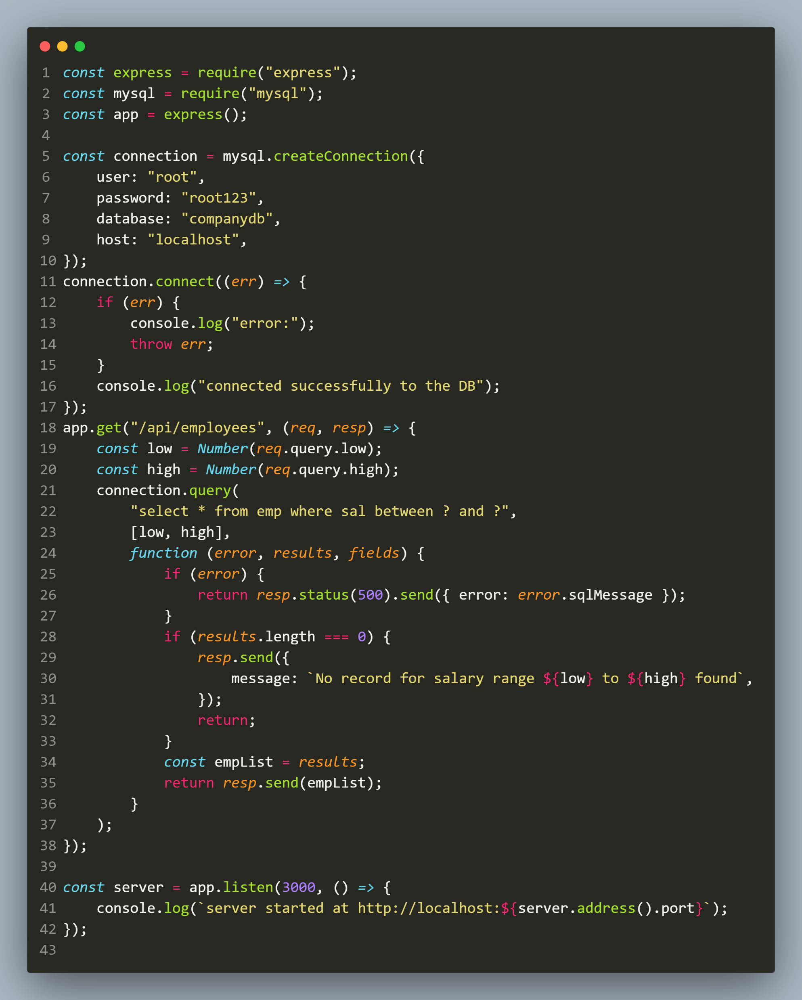 1 const express = require("express");
2 const mysql = require("mysql");
3 const app = express();
4
5 const connection = mysql.createConnection({
6     user: "root",
7     password: "root123",
8     database: "companydb",
9     host: "localhost",
10 });
11 connection.connect((err) => {
12     if (err) {
13         console.log("error:");
14         throw err;
15     }
16     console.log("connected successfully to the DB");
17 });
18 app.get("/api/employees", (req, resp) => {
19     const low = Number(req.query.low);
20     const high = Number(req.query.high);
21     connection.query(
22         "select * from emp where sal between ? and ?",
23         [low, high],
24         function (error, results, fields) {
25             if (error) {
26                 return resp.status(500).send({ error: error.sqlMessage });
27             }
28             if (results.length === 0) {
29                 resp.send({
30                     message: `No record for salary range ${low} to ${high} found`,
31                 });
32                 return;
33             }
34             const empList = results;
35             return resp.send(empList);
36         }
37     );
38 });
39
40 const server = app.listen(3000, () => {
41     console.log(`server started at http://localhost:${server.address().port}`);
42 });
43